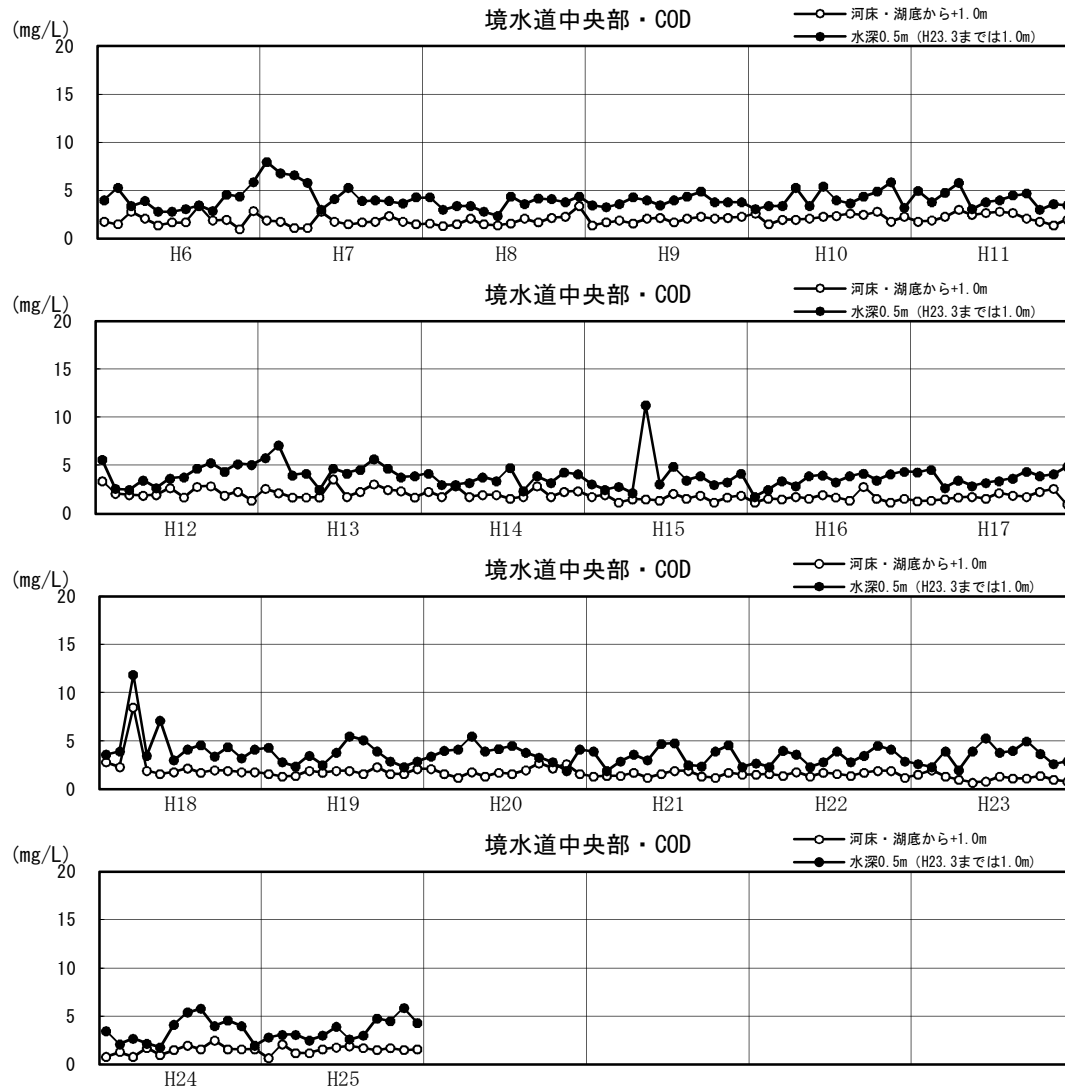 境水道中央部・COD
(mg/L)
河床・湖底から+1.0m
水深0.5m (H23.3までは1.0m)
20
15
10
5
0
H6 H7 H8 H9 H10 H11
境水道中央部・COD
(mg/L)
河床・湖底から+1.0m
水深0.5m (H23.3までは1.0m)
20
15
10
5
0
H12 H13 H14 H15 H16 H17
境水道中央部・COD
(mg/L)
河床・湖底から+1.0m
水深0.5m (H23.3までは1.0m)
20
15
10
5
0
H18 H19 H20 H21 H22 H23
境水道中央部・COD
(mg/L)
河床・湖底から+1.0m
水深0.5m (H23.3までは1.0m)
20
15
10
5
0
H24 H25